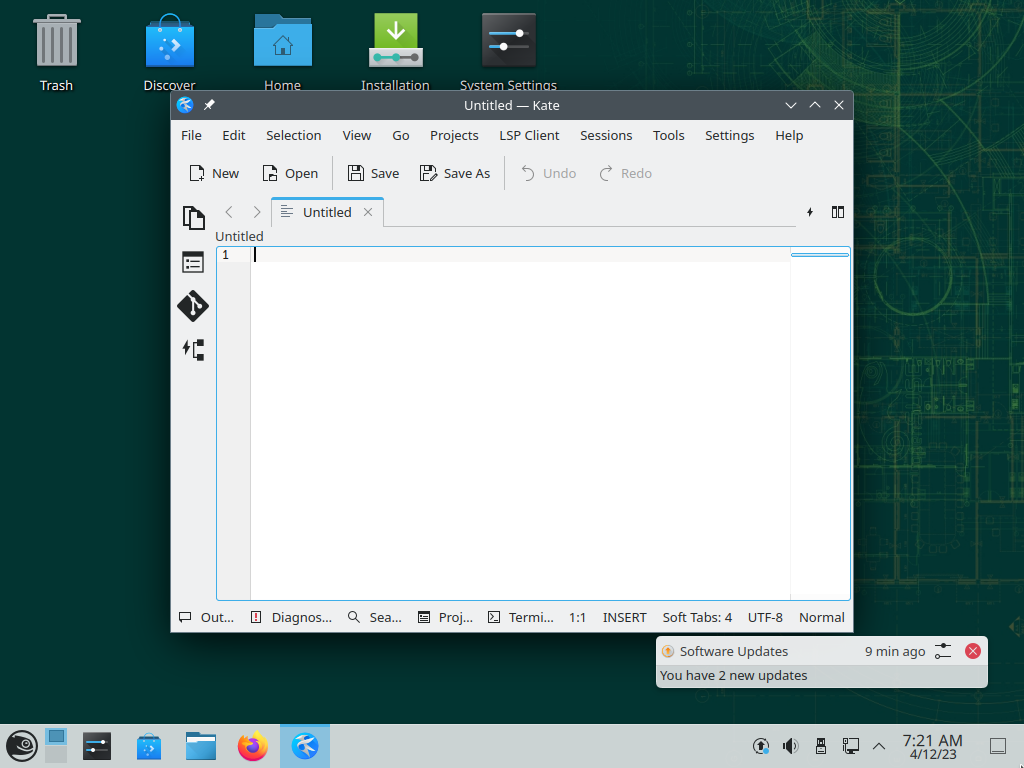 Trash
Discover
Home
Installation
System Settings
Untitled — Kate
File Edit Selection View Go Projects LSP Client Sessions Tools Settings Help
New Open Save Save As Undo Redo
Untitled
Untitled
1
Out... Diagnos... Sea... Proj... Termi... 1:1 INSERT Soft Tabs: 4 UTF-8 Normal
Software Updates 9 min ago
You have 2 new updates
7:21 AM
4/12/23